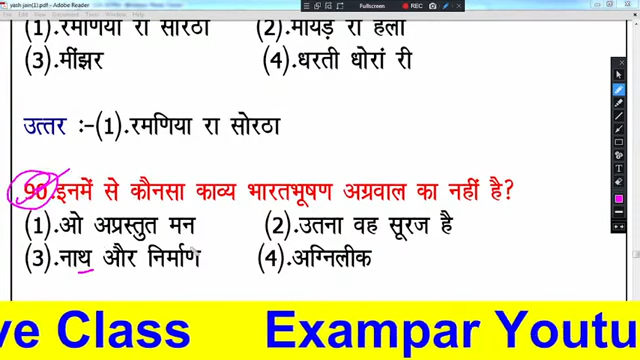 yash jain(1).pdf - Adobe Reader
Fullscreen REC
(1).रमणिया रा सोरठा (2).मायड़ रा हेला
(3).मींझर (4).धरती धोरां री
उत्तर :-(1).रमणिया रा सोरठा
90.इनमें से कौनसा काव्य भारतभूषण अग्रवाल का नहीं है?
(1).ओ अप्रस्तुत मन (2).उतना वह सूरज है
(3).नाथ और निर्माण (4).अग्निलीक
ve Class Exampar Youtu